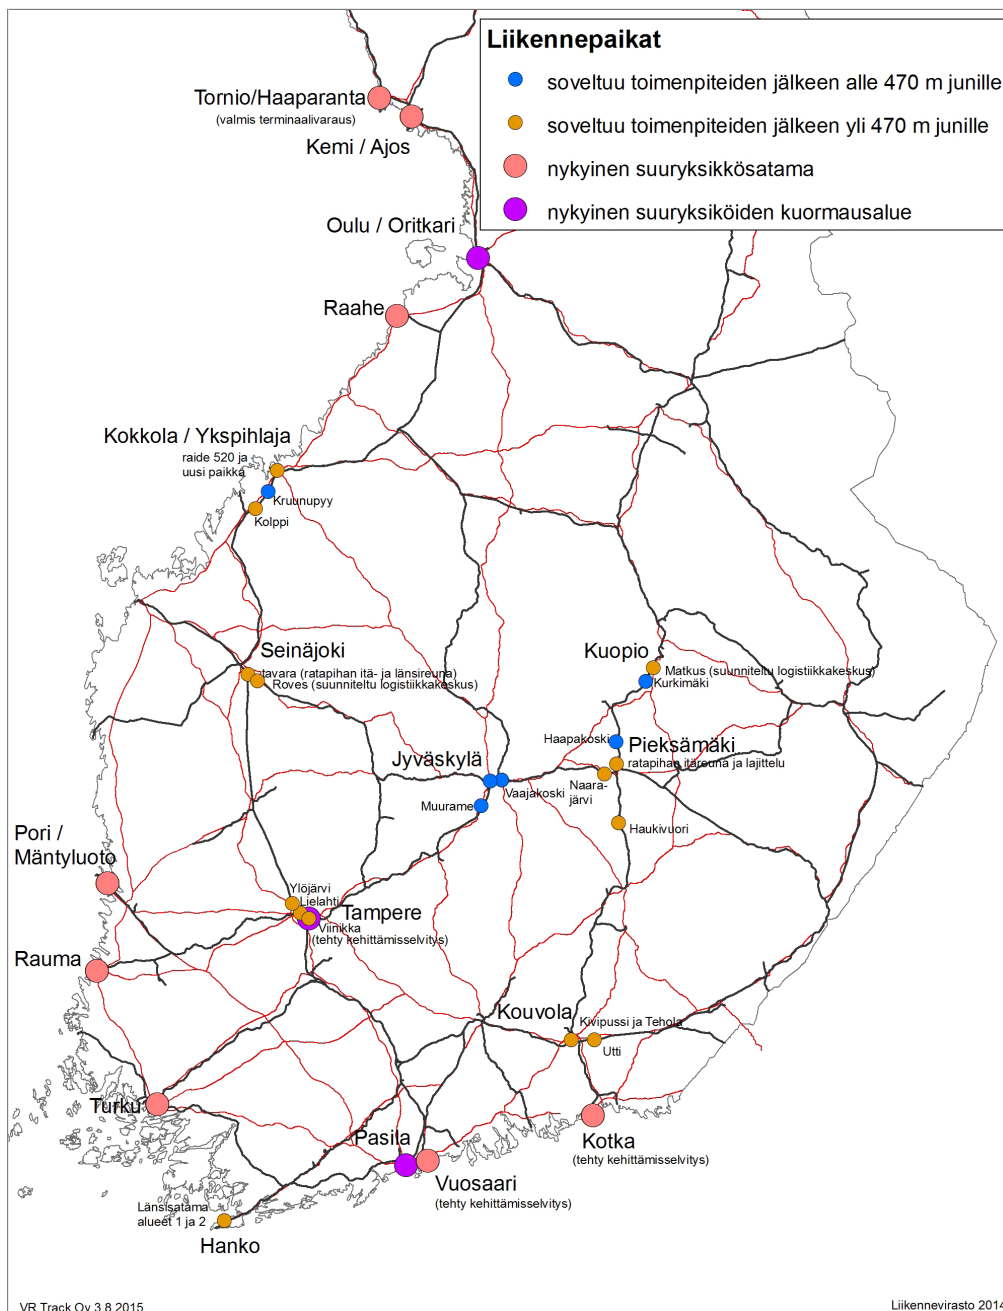 Liikennepaikat
soveltuu toimenpiteiden jälkeen alle 470 m junille
soveltuu toimenpiteiden jälkeen yli 470 m junille
nykyinen suuryksikkösatama
nykyinen suuryksiköiden kuormausalue
Tornio/Haaparanta
(valmis terminaalivaraus)
Kemi / Ajos
Oulu / Oritkari
Raahe
Kokkola / Ykspihlaja
raide 520 ja
uusi paikka
Kruunupyy
Kolppi
Seinäjoki
tavara (ratapihan itä- ja länsireuna)
Roves (suunniteltu logistiikkakeskus)
Kuopio
Matkus (suunniteltu logistiikkakeskus)
Kurkimäki
Haapakoski
Pieksämäki
ratapihan itäreuna ja lajittelu
Naara-
järvi
Haukivuori
Jyväskylä
Vaajakoski
Muurame
Pori /
Mäntyluoto
Ylöjärvi
Lielahti
Tampere
Viinikka
(tehty kehittämisselvitys)
Rauma
Kouvola
Kivipussi ja Tehola
Utti
Turku
Pasila
Kotka
(tehty kehittämisselvitys)
Vuosaari
(tehty kehittämisselvitys)
Länsisatama
alueet 1 ja 2
Hanko
VR Track Oy 3.8.2015
Liikennevirasto 2014